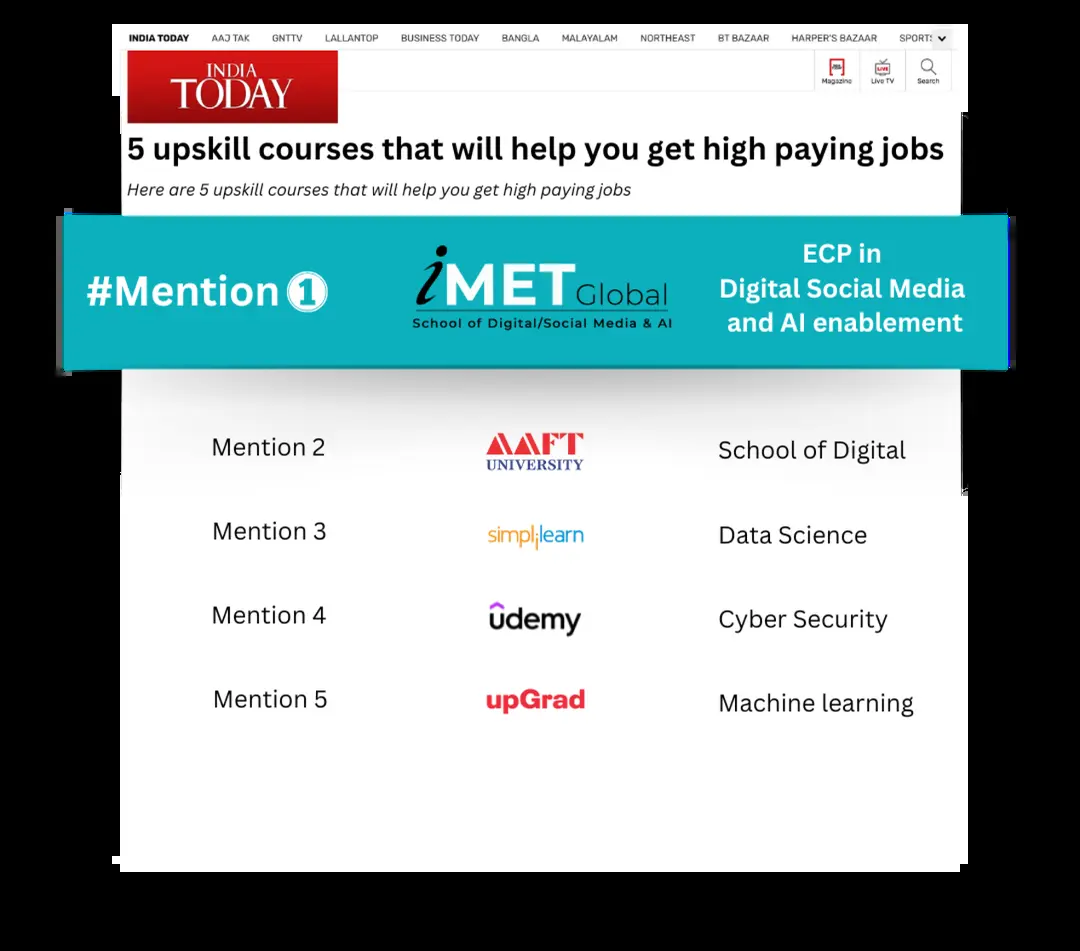 INDIA TODAY AAJ TAK GNTTV LALLANTOP BUSINESS TODAY BANGLA MALAYALAM NORTHEAST BT BAZAAR HARPER'S BAZAAR SPORTS
INDIA
TODAY
Magazine Live TV Search
5 upskill courses that will help you get high paying jobs
Here are 5 upskill courses that will help you get high paying jobs
#Mention 1
iMET Global
School of Digital/Social Media & AI
ECP in
Digital Social Media
and AI enablement
Mention 2
AAFT
UNIVERSITY
School of Digital
Mention 3
simplilearn
Data Science
Mention 4
udemy
Cyber Security
Mention 5
upGrad
Machine learning